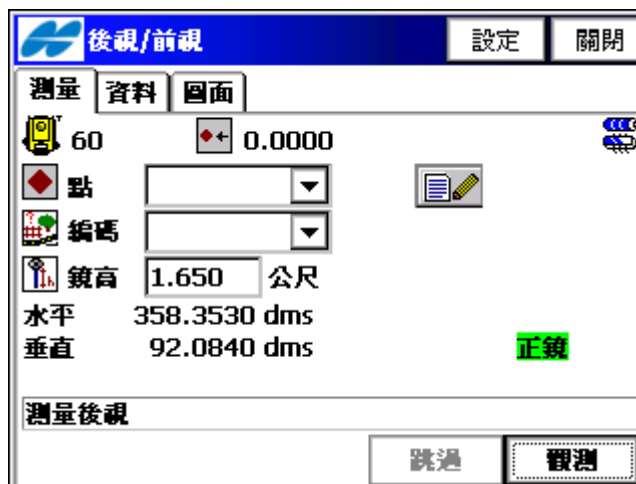 後視/前視 設定 關閉
測量 資料 圖面
60 0.0000
點
編碼
鏡高 1.650 公尺
水平 358.3530 dms
垂直 92.0840 dms 正鏡
測量後視
跳過 觀測